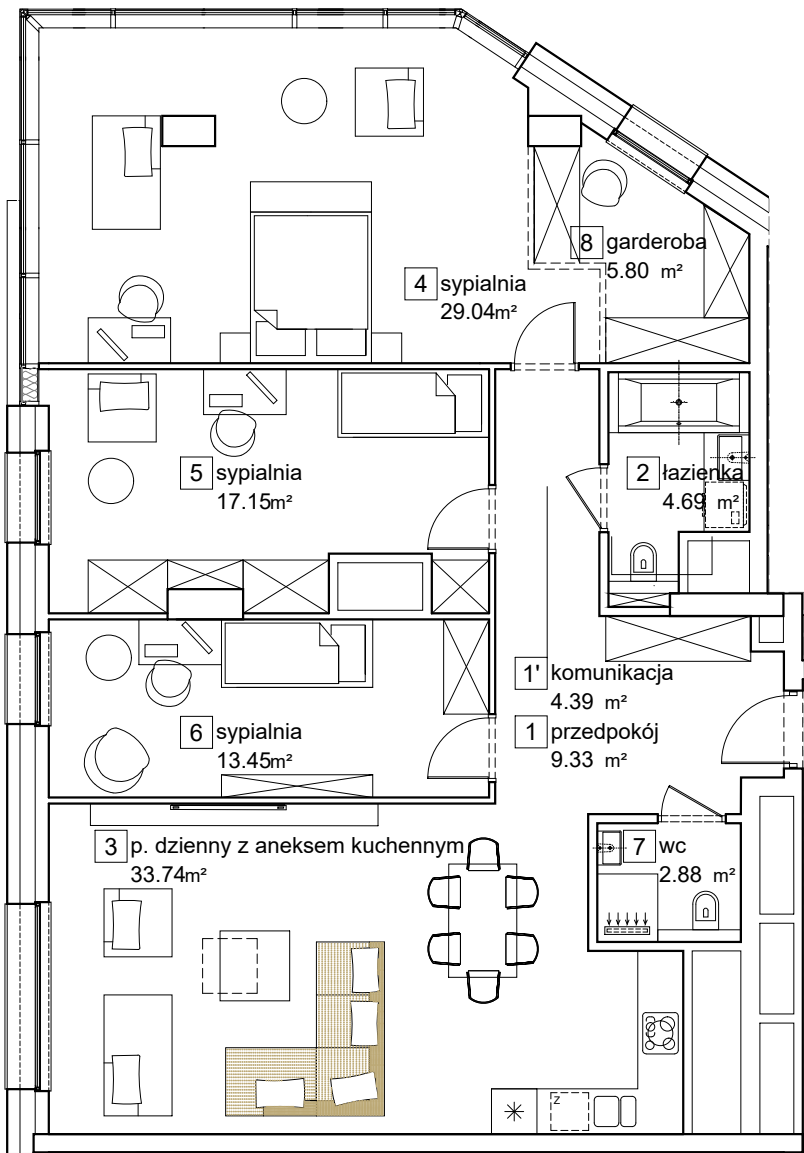 8 garderoba
5.80 m²
4 sypialnia
29.04m²
5 sypialnia
17.15m²
2 łazienka
4.69 m²
1' komunikacja
4.39 m²
6 sypialnia
13.45m²
1 przedpokój
9.33 m²
3 p. dzienny z aneksem kuchennym
33.74m²
7 wc
2.88 m²
z